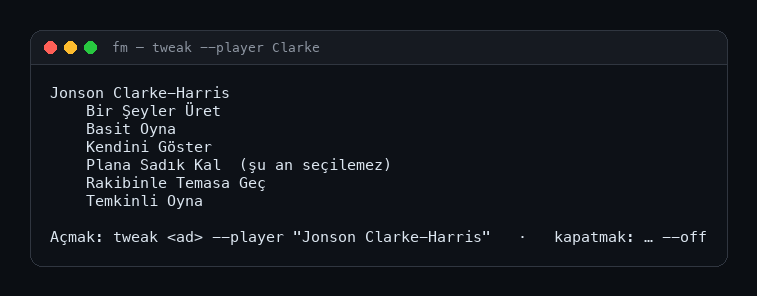 fm — tweak --player Clarke
Jonson Clarke-Harris
Bir Şeyler Üret
Basit Oyna
Kendini Göster
Plana Sadık Kal  (şu an seçilemez)
Rakibinle Temasa Geç
Temkinli Oyna
Açmak: tweak <ad> --player "Jonson Clarke-Harris"   ·   kapatmak: … --off